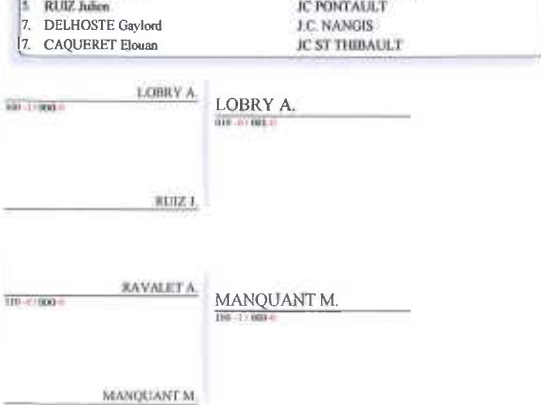 5. RUIZ Julien JC PONTAULT
7. DELHOSTE Gaylord J.C. NANGIS
7. CAQUERET Elouan JC ST THIBAULT
LOBRY A.
LOBRY A.
RUIZ J.
RAVALET A.
MANQUANT M.
MANQUANT M.